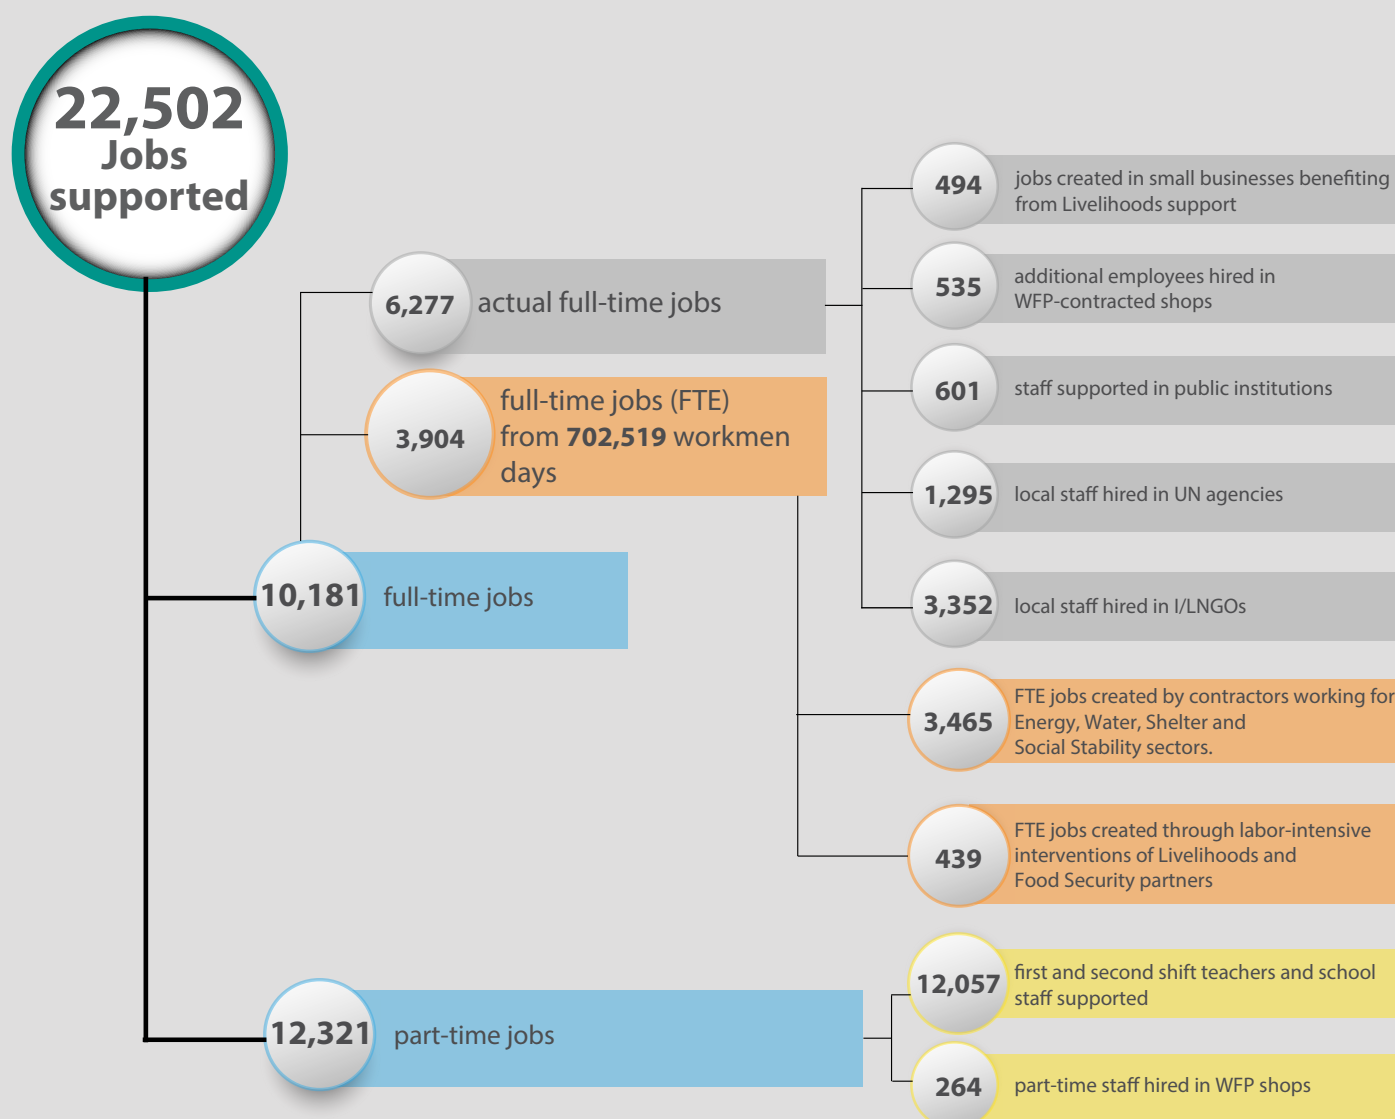 22,502
Jobs
supported
494
jobs created in small businesses benefiting
from Livelihoods support
535
additional employees hired in
WFP-contracted shops
6,277
actual full-time jobs
601
staff supported in public institutions
3,904
full-time jobs (FTE)
from 702,519 workmen
days
1,295
local staff hired in UN agencies
10,181
full-time jobs
3,352
local staff hired in I/LNGOs
3,465
FTE jobs created by contractors working for
Energy, Water, Shelter and
Social Stability sectors.
439
FTE jobs created through labor-intensive
interventions of Livelihoods and
Food Security partners
12,057
first and second shift teachers and school
staff supported
12,321
part-time jobs
264
part-time staff hired in WFP shops